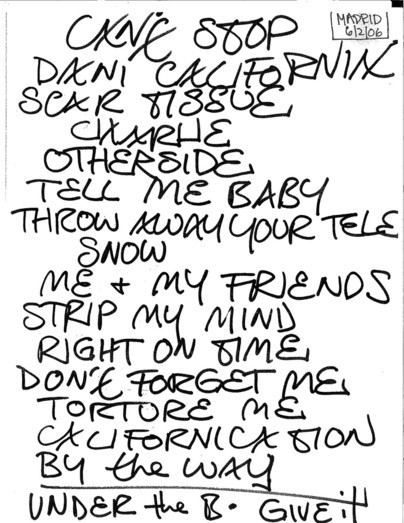 MADRID
6/2/06
CAN'T STOP
DANI CALIFORNIA
SCAR TISSUE
CHARLIE
OTHERSIDE
TELL ME BABY
THROW AWAY YOUR TELE
SNOW
ME + MY FRIENDS
STRIP MY MIND
RIGHT ON TIME
DON'T FORGET ME
TORTURE ME
CALIFORNICATION
BY the WAY
UNDER the B. GIVE it